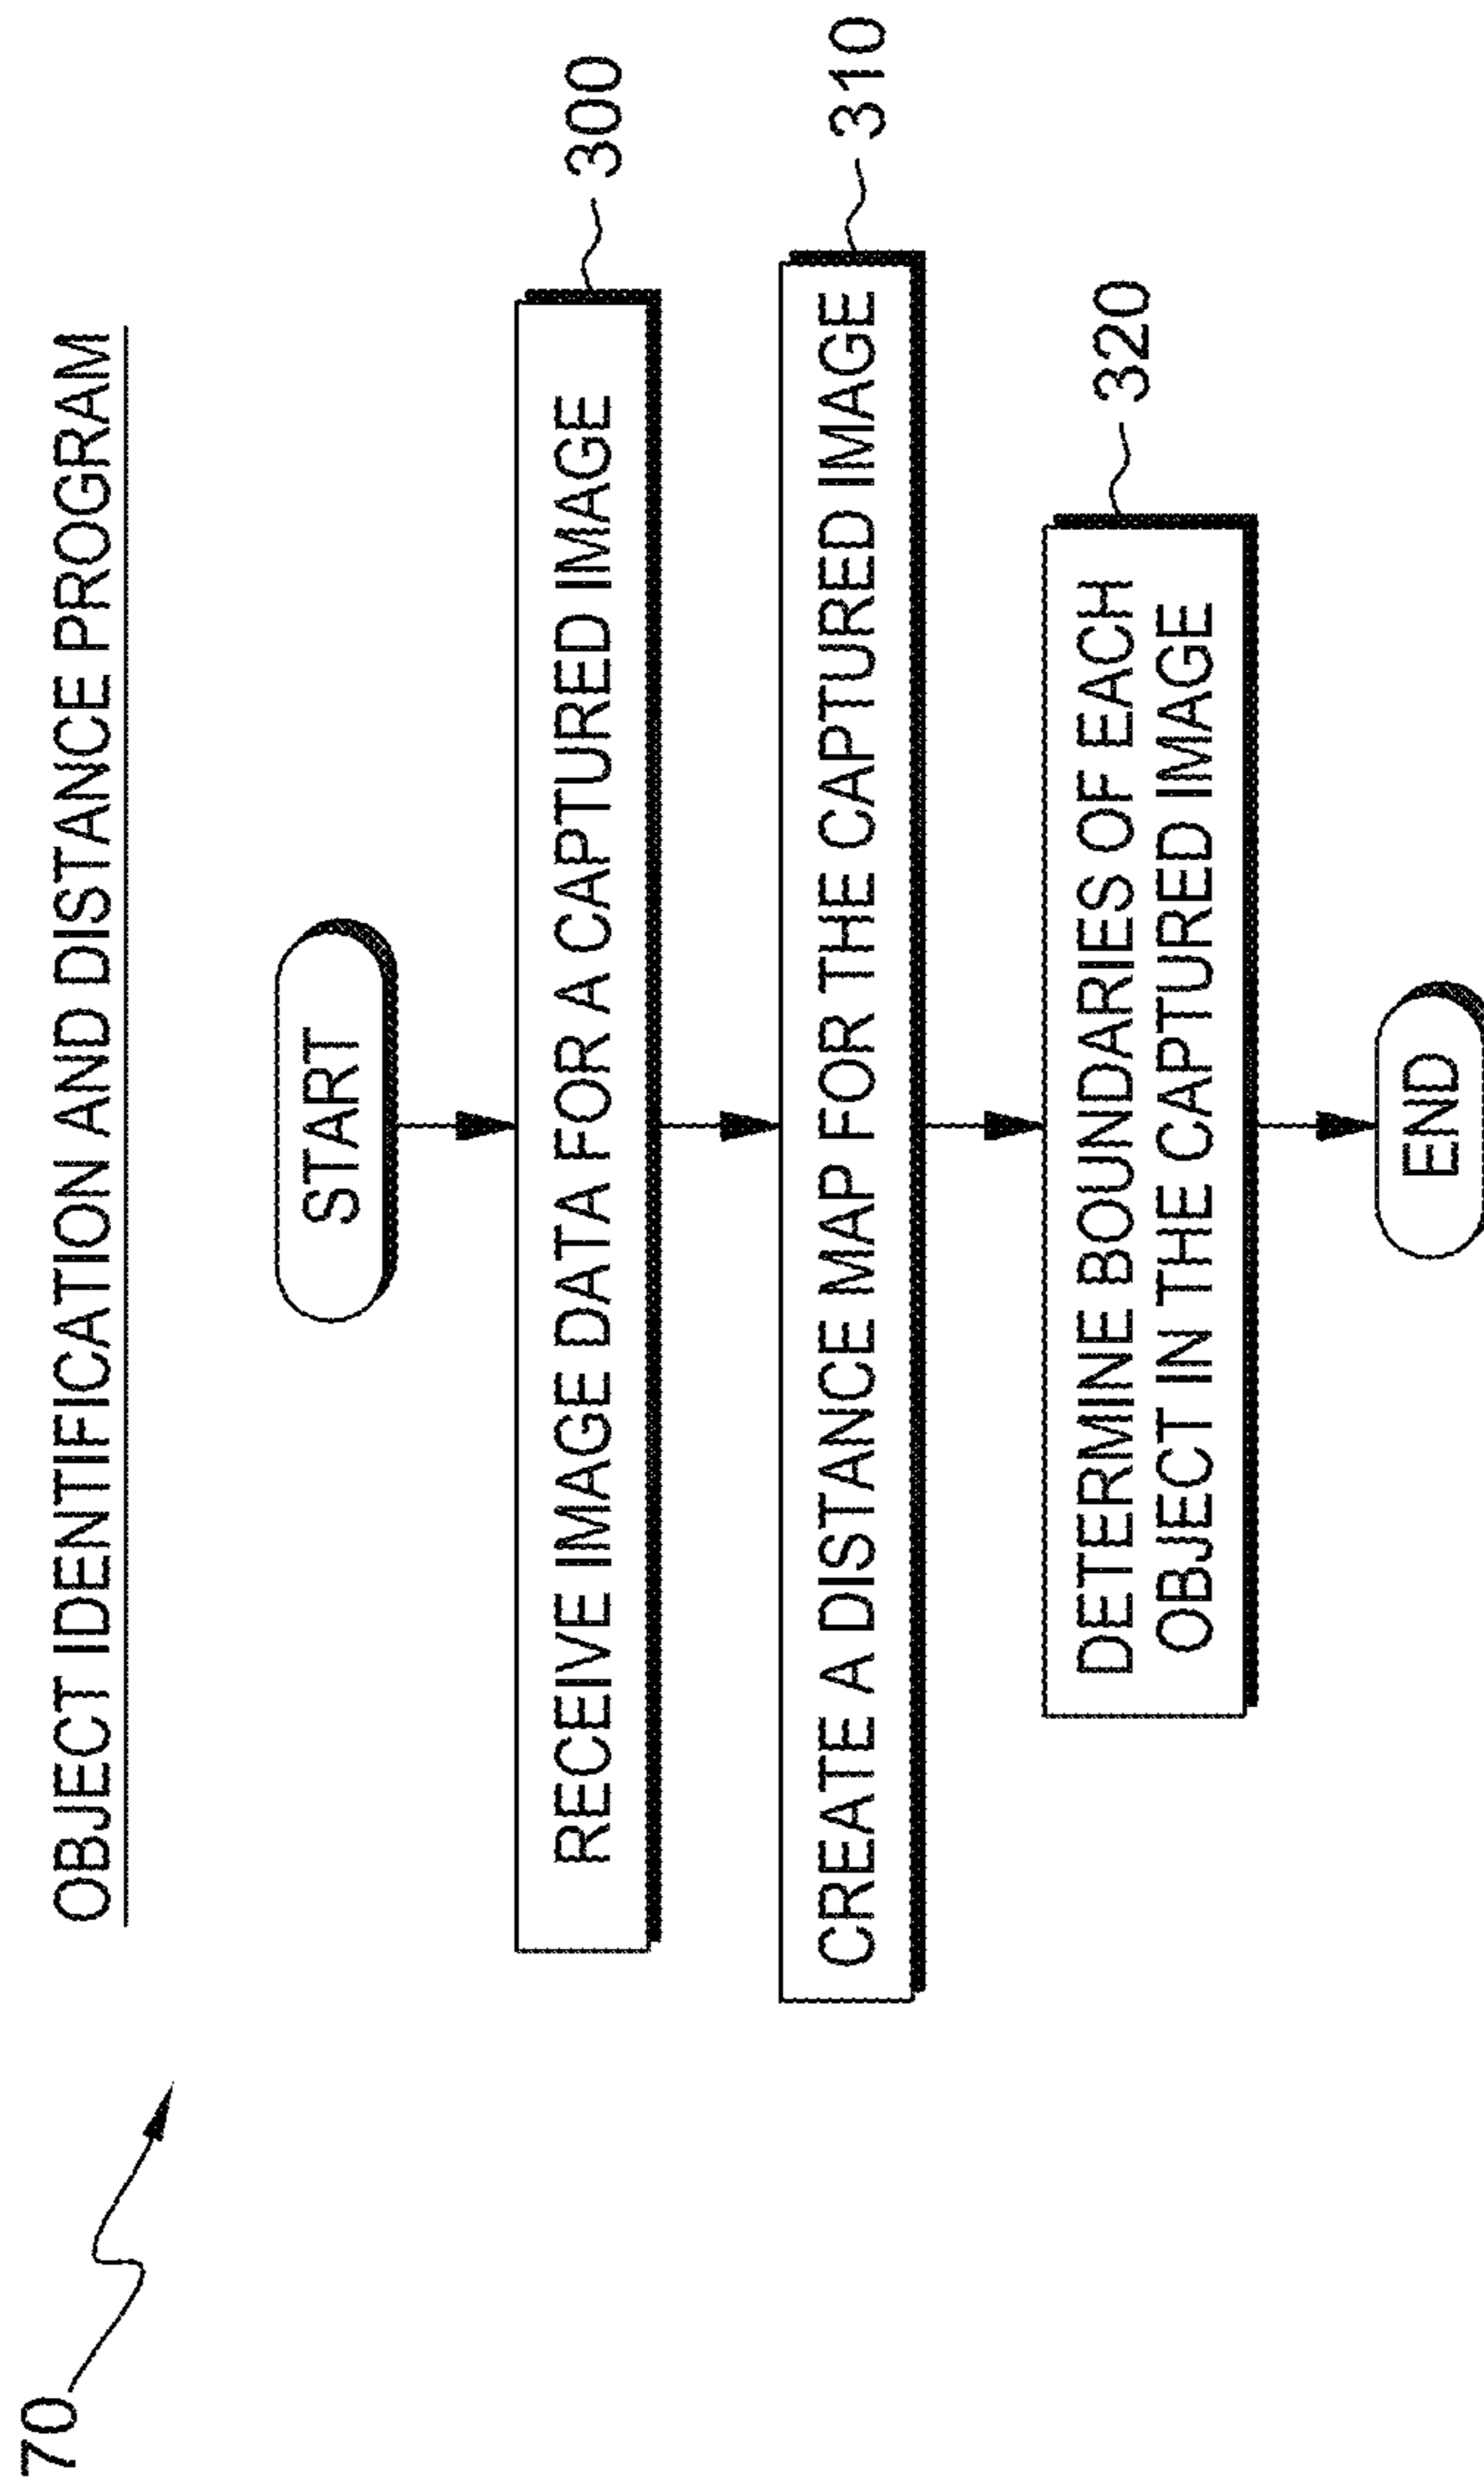 70
OBJECT IDENTIFICATION AND DISTANCE PROGRAM
START
RECEIVE IMAGE DATA FOR A CAPTURED IMAGE
300
CREATE A DISTANCE MAP FOR THE CAPTURED IMAGE
310
DETERMINE BOUNDARIES OF EACH
OBJECT IN THE CAPTURED IMAGE
320
END